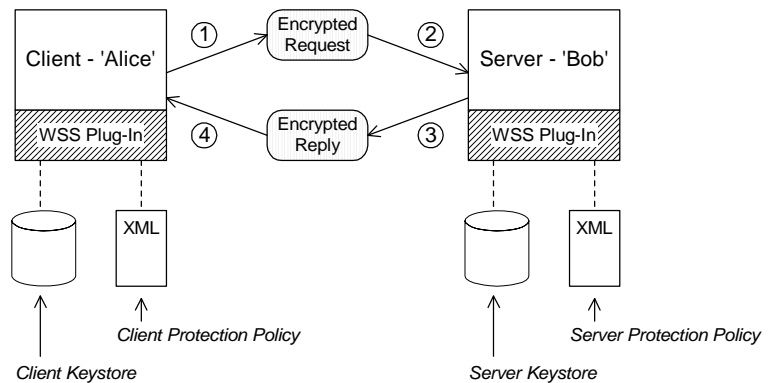 Client - 'Alice'
WSS Plug-In
1
Encrypted
Request
2
Server - 'Bob'
WSS Plug-In
4
Encrypted
Reply
3
XML
XML
Client Protection Policy
Server Protection Policy
Client Keystore
Server Keystore